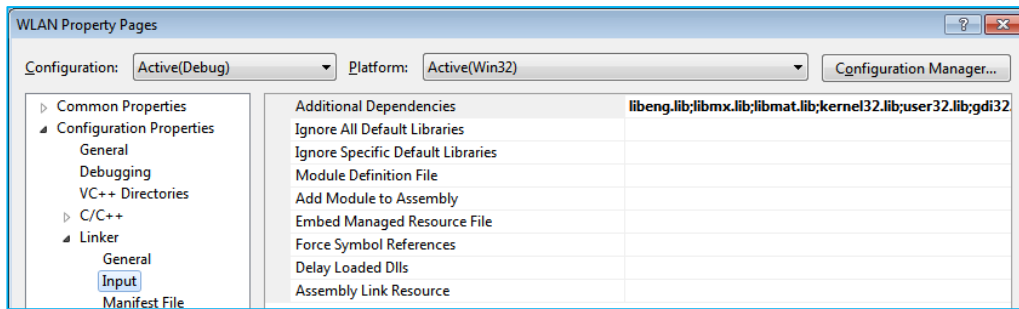 WLAN Property Pages
Configuration: Active(Debug) Platform: Active(Win32) Configuration Manager...
Common Properties
Configuration Properties
General
Debugging
VC++ Directories
C/C++
Linker
General
Input
Manifest File
Additional Dependencies libeng.lib;libmx.lib;libmat.lib;kernel32.lib;user32.lib;gdi32.
Ignore All Default Libraries
Ignore Specific Default Libraries
Module Definition File
Add Module to Assembly
Embed Managed Resource File
Force Symbol References
Delay Loaded Dlls
Assembly Link Resource